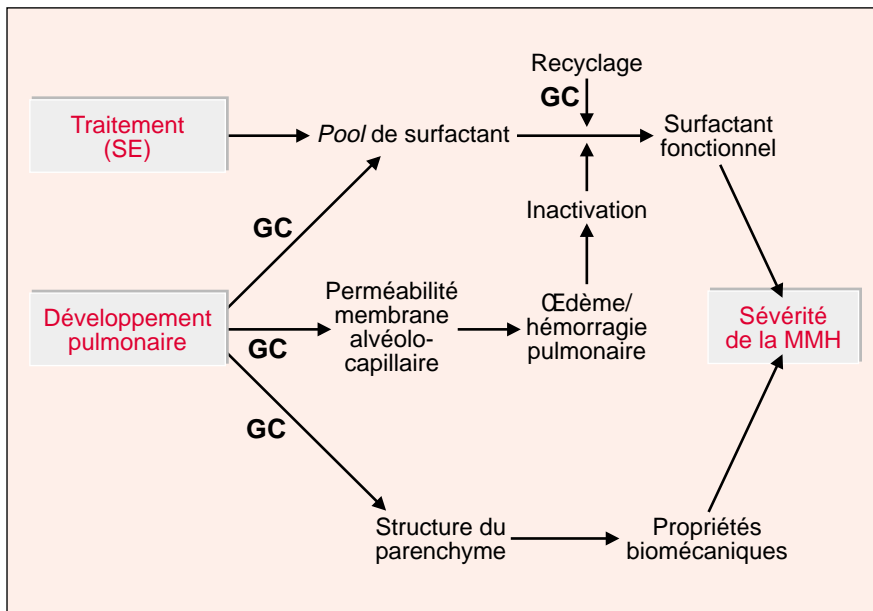 Recyclage
GC
Traitement
(SE)
Pool de surfactant
Surfactant
fonctionnel
Inactivation
GC
Développement
pulmonaire
GC
Perméabilité
membrane
alvéolo-
capillaire
Œdème/
hémorragie
pulmonaire
Sévérité
de la MMH
GC
Structure du
parenchyme
Propriétés
biomécaniques